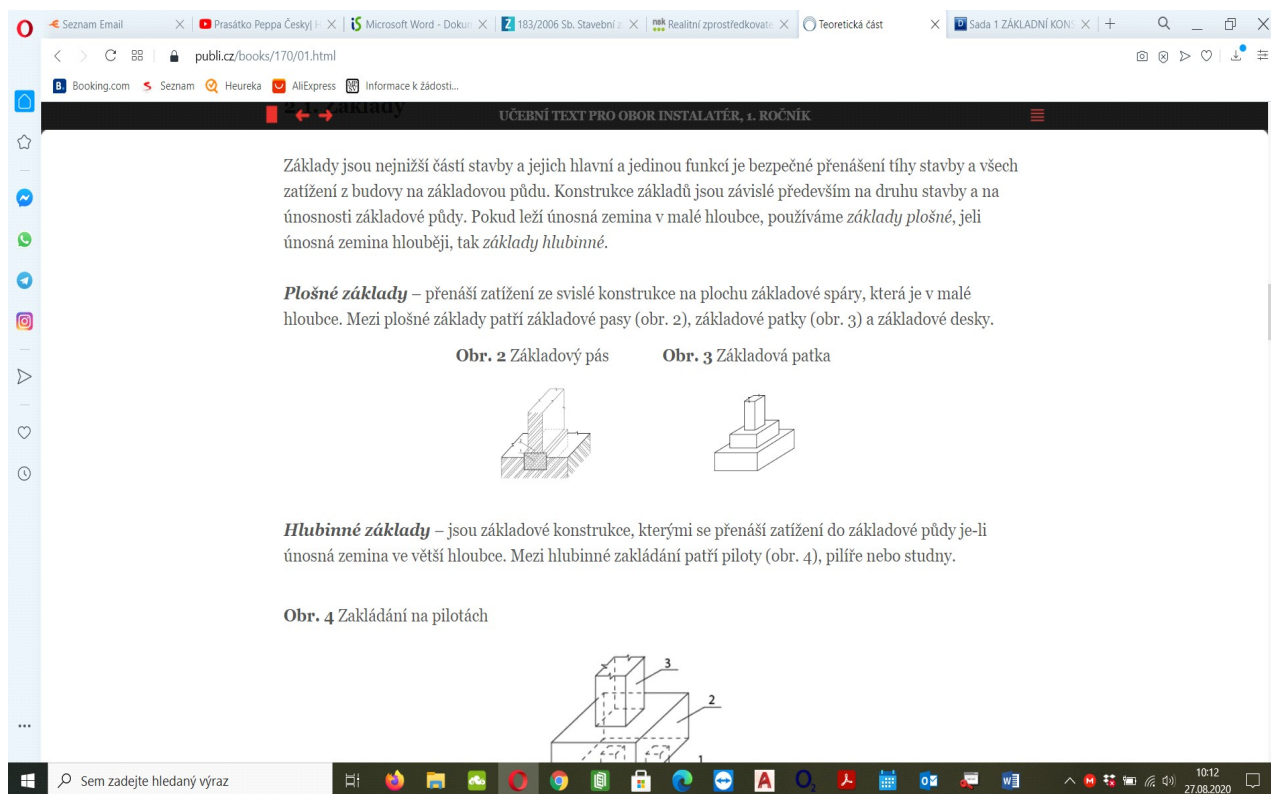 Seznam Email
Prasátko Peppa Česky| H
Microsoft Word - Dokun
183/2006 Sb. Stavební z
Realitní zprostředkovate
Teoretická část
Sada 1 ZÁKLADNÍ KONS
publi.cz/books/170/01.html
Booking.com
Seznam
Heureka
AliExpress
Informace k žádosti...
2.1. Základy
UČEBNÍ TEXT PRO OBOR INSTALATÉR, 1. ROČNÍK
Základy jsou nejnižší částí stavby a jejich hlavní a jedinou funkcí je bezpečné přenášení tíhy stavby a všech
zatížení z budovy na základovou půdu. Konstrukce základů jsou závislé především na druhu stavby a na
únosnosti základové půdy. Pokud leží únosná zemina v malé hloubce, používáme základy plošné, jeli
únosná zemina hlouběji, tak základy hlubinné.
Plošné základy – přenáší zatížení ze svislé konstrukce na plochu základové spáry, která je v malé
hloubce. Mezi plošné základy patří základové pasy (obr. 2), základové patky (obr. 3) a základové desky.
Obr. 2 Základový pás
Obr. 3 Základová patka
Hlubinné základy – jsou základové konstrukce, kterými se přenáší zatížení do základové půdy je-li
únosná zemina ve větší hloubce. Mezi hlubinné zakládání patří piloty (obr. 4), pilíře nebo studny.
Obr. 4 Zakládání na pilotách
3
2
1
Sem zadejte hledaný výraz
10:12
27.08.2020